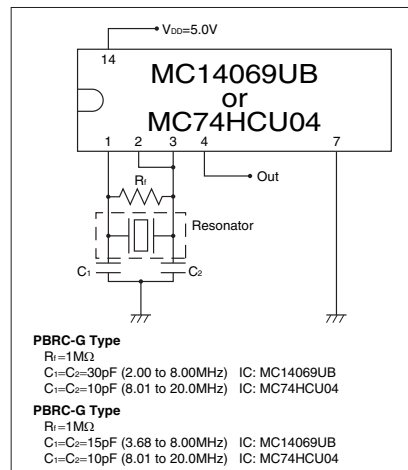 VDD=5.0V
14
MC14069UB
or
MC74HCU04
1 2 3 4 7
Out
Rf
Resonator
C1 C2
PBRC-G Type
Rf=1MΩ
C1=C2=30pF (2.00 to 8.00MHz) IC: MC14069UB
C1=C2=10pF (8.01 to 20.0MHz) IC: MC74HCU04
PBRC-G Type
Rf=1MΩ
C1=C2=15pF (3.68 to 8.00MHz) IC: MC14069UB
C1=C2=10pF (8.01 to 20.0MHz) IC: MC74HCU04